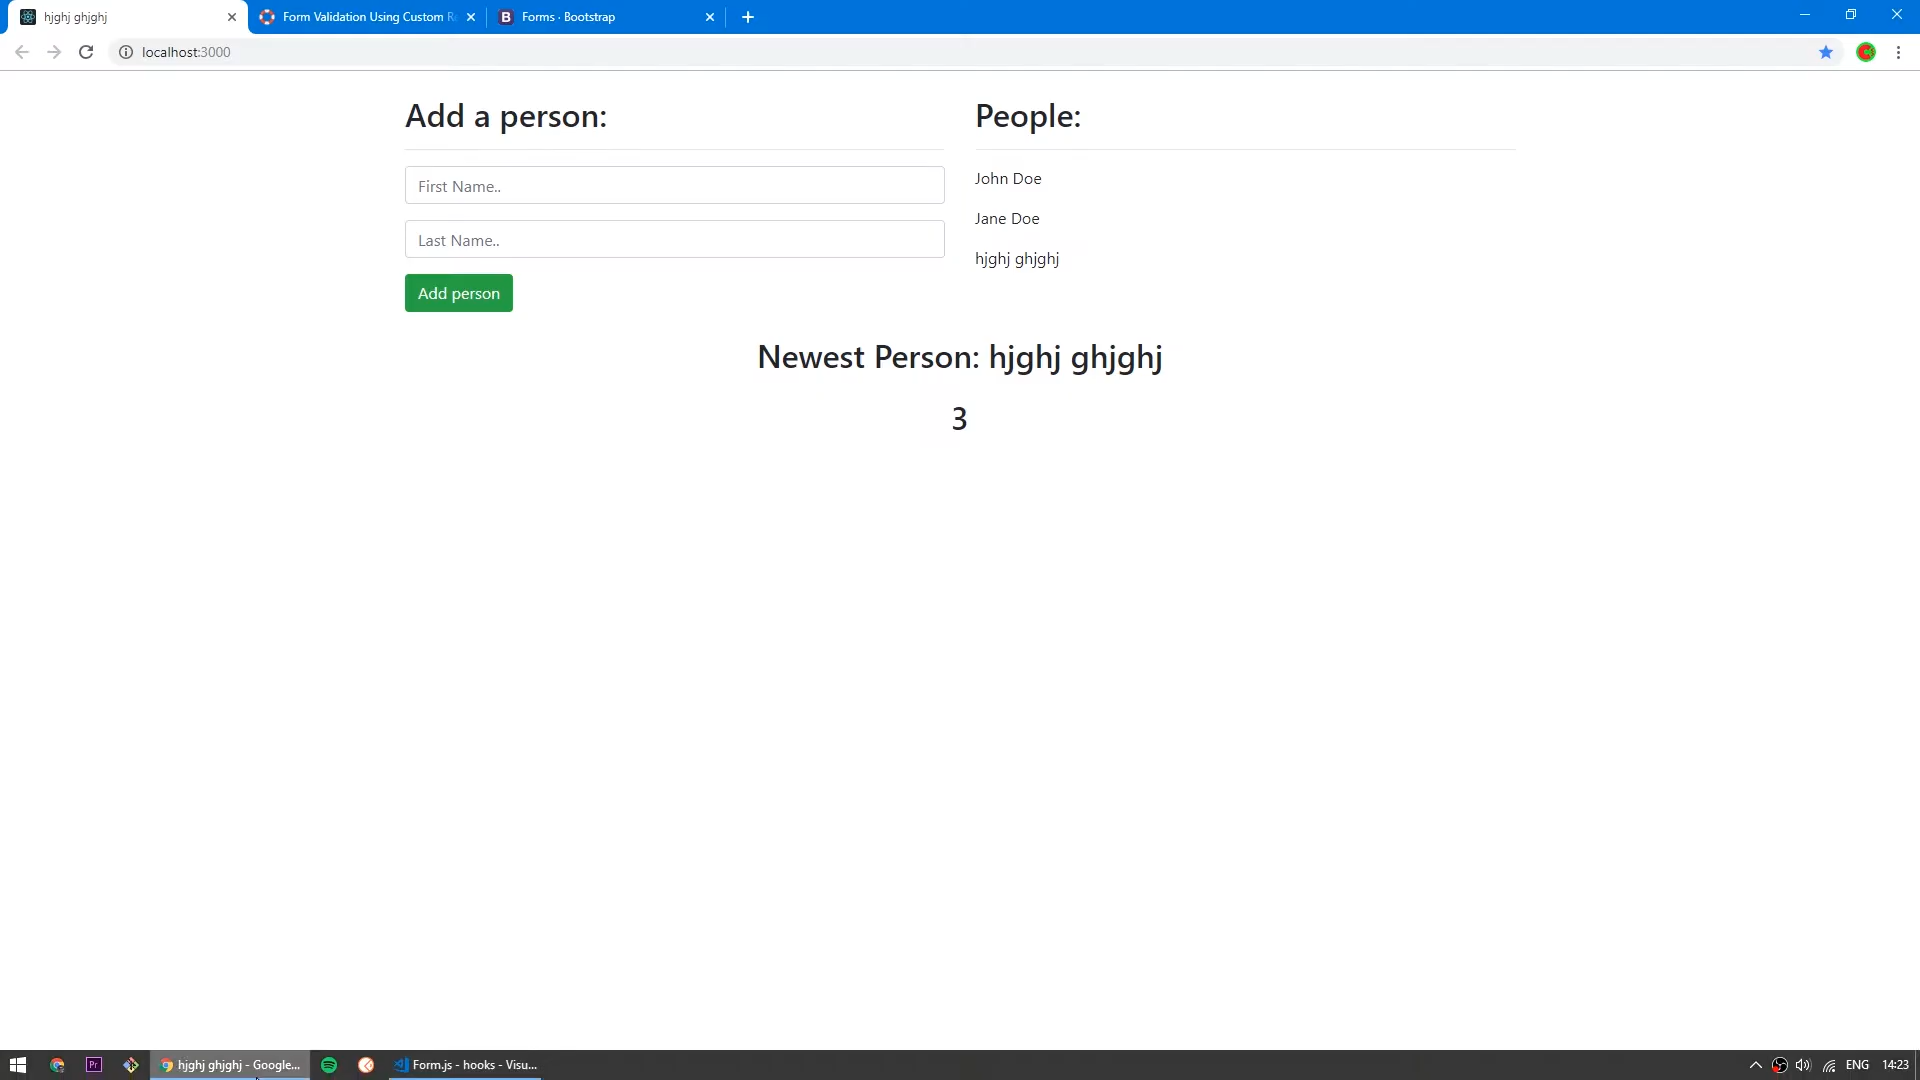 hjghj ghjghj
Form Validation Using Custom R
Forms · Bootstrap
localhost:3000
Add a person:
First Name..
Last Name..
Add person
People:
John Doe
Jane Doe
hjghj ghjghj
Newest Person: hjghj ghjghj
3
Pr
hjghj ghjghj - Google...
Form.js - hooks - Visu...
ENG
14:23